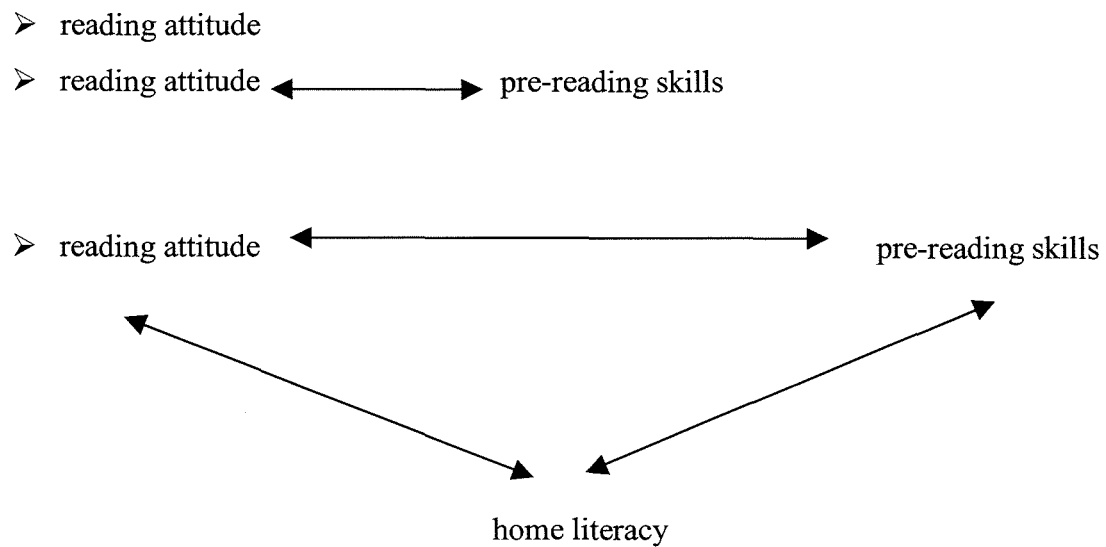 ➢ reading attitude
➢ reading attitude pre-reading skills
➢ reading attitude pre-reading skills
home literacy